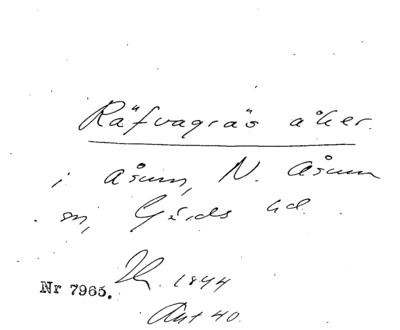 Räfvagräs åker.
i Åsum, N. Åsum
sn, Gärds hd.
1844
Nr 7965.
Akt 40.